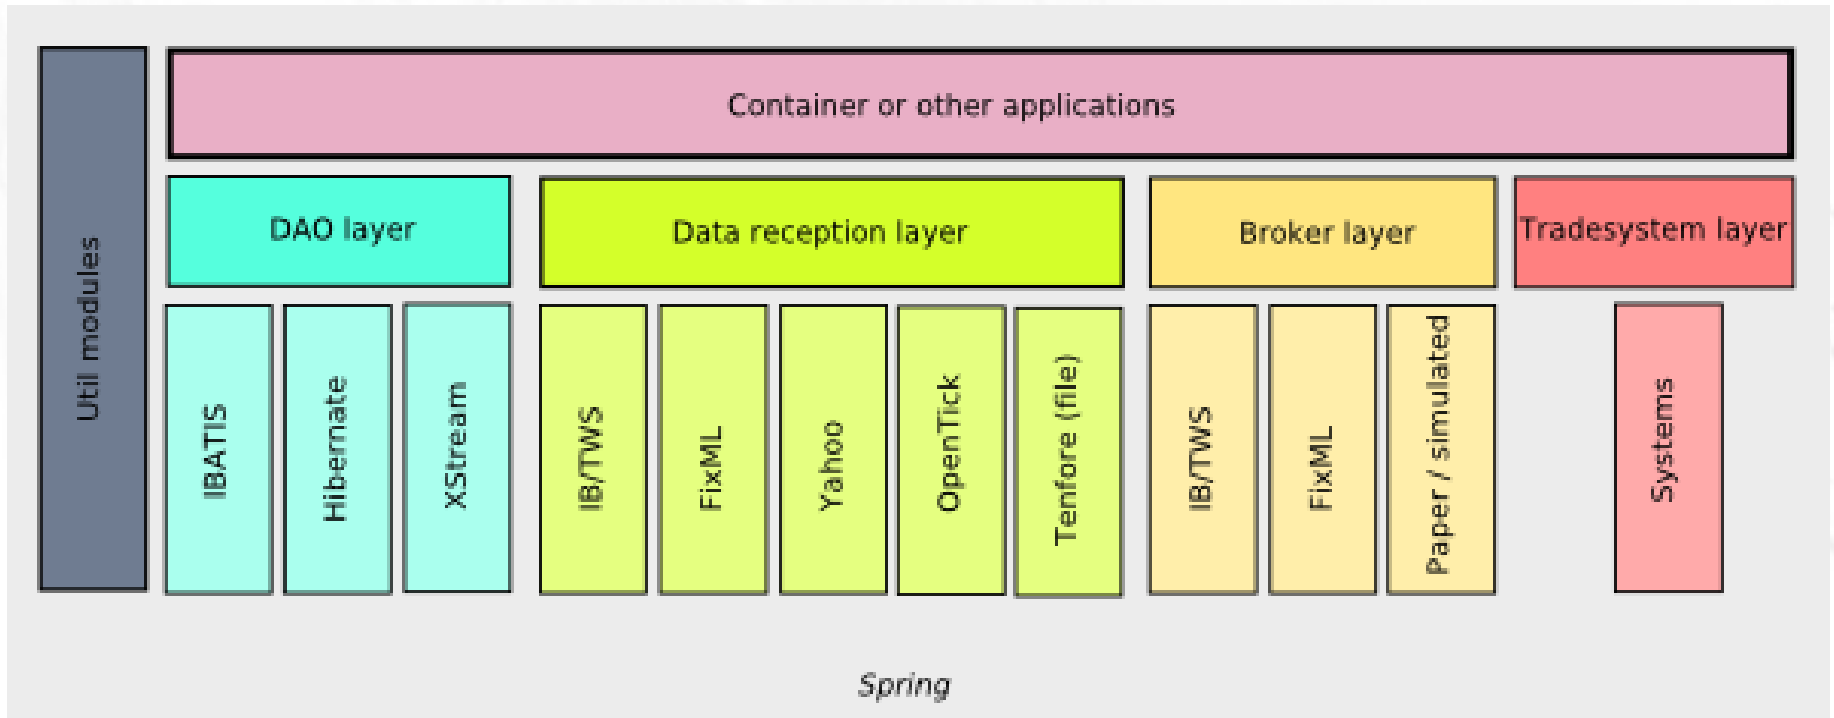 Util modules
Container or other applications
DAO layer
Data reception layer
Broker layer
Tradesystem layer
IBATIS
Hibernate
XStream
IB/TWS
FixML
Yahoo
OpenTick
Tenfore (file)
IB/TWS
FixML
Paper / simulated
Systems
Spring